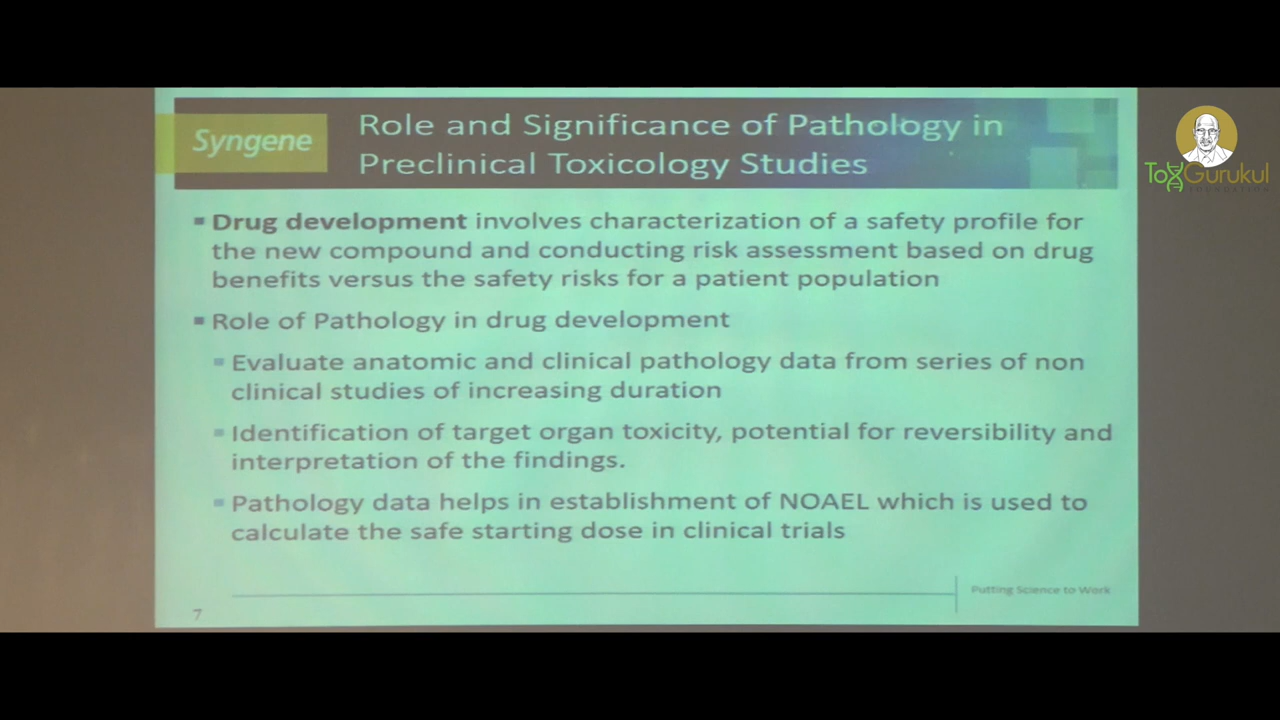 Syngene
Role and Significance of Pathology in
Preclinical Toxicology Studies
ToxGurukul
FOUNDATION
▪ Drug development involves characterization of a safety profile for
the new compound and conducting risk assessment based on drug
benefits versus the safety risks for a patient population
▪ Role of Pathology in drug development
▪ Evaluate anatomic and clinical pathology data from series of non
clinical studies of increasing duration
▪ Identification of target organ toxicity, potential for reversibility and
interpretation of the findings.
▪ Pathology data helps in establishment of NOAEL which is used to
calculate the safe starting dose in clinical trials
Putting Science to Work
7